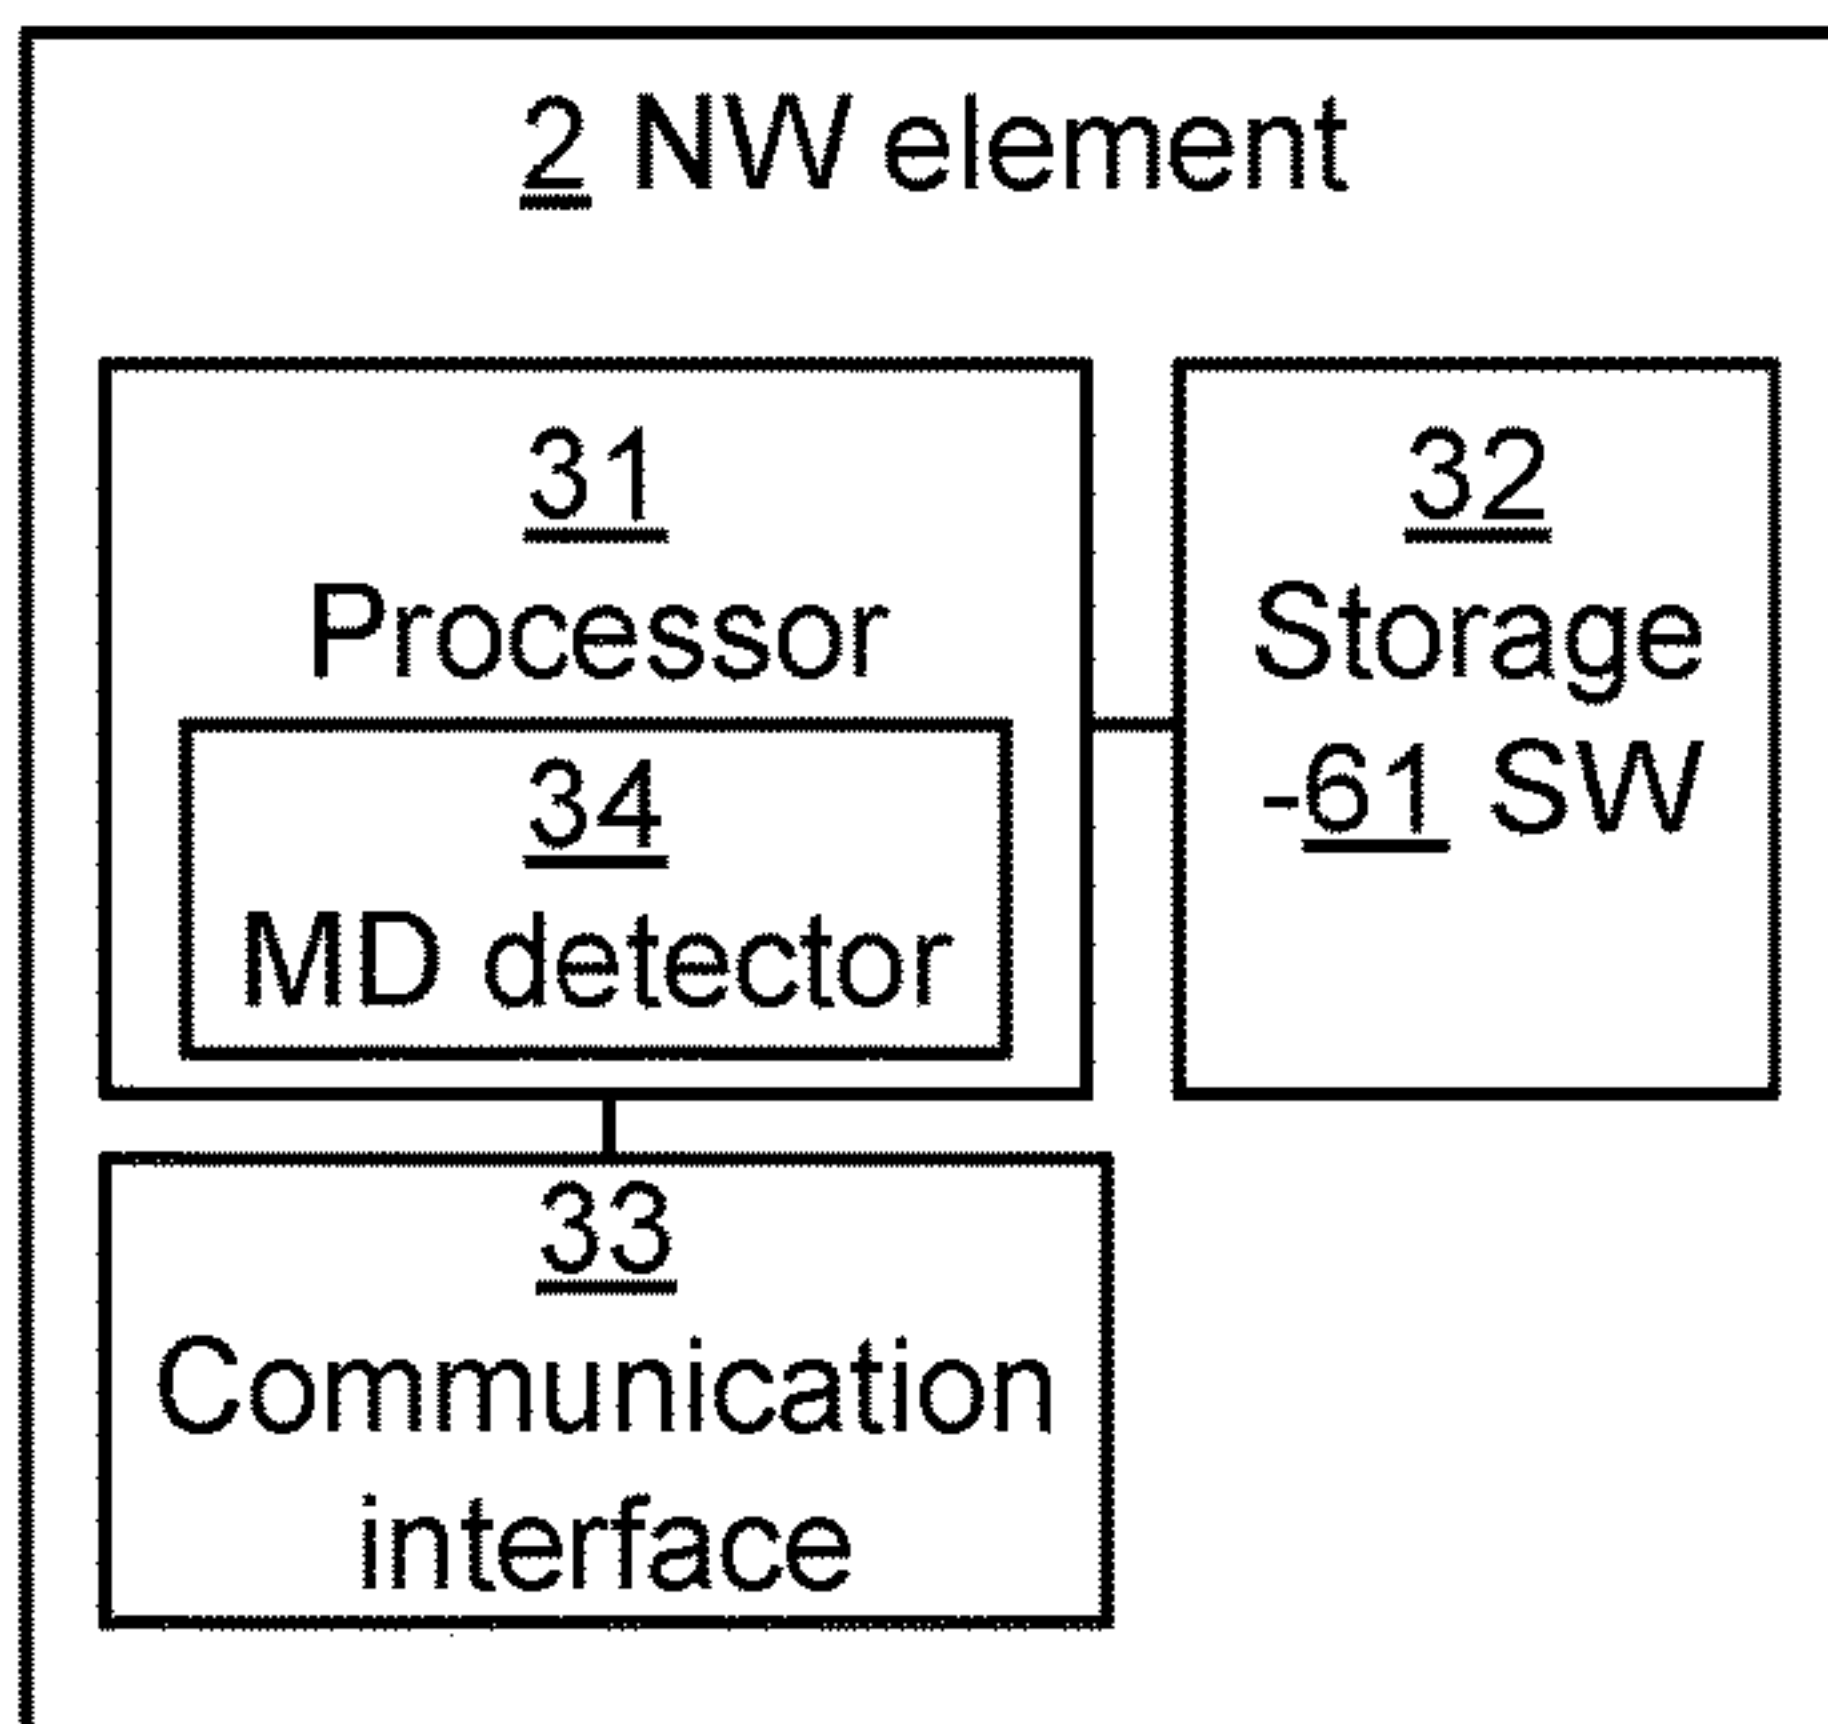 2 NW element
31
Processor
34
MD detector
32
Storage
-61 SW
33
Communication
interface